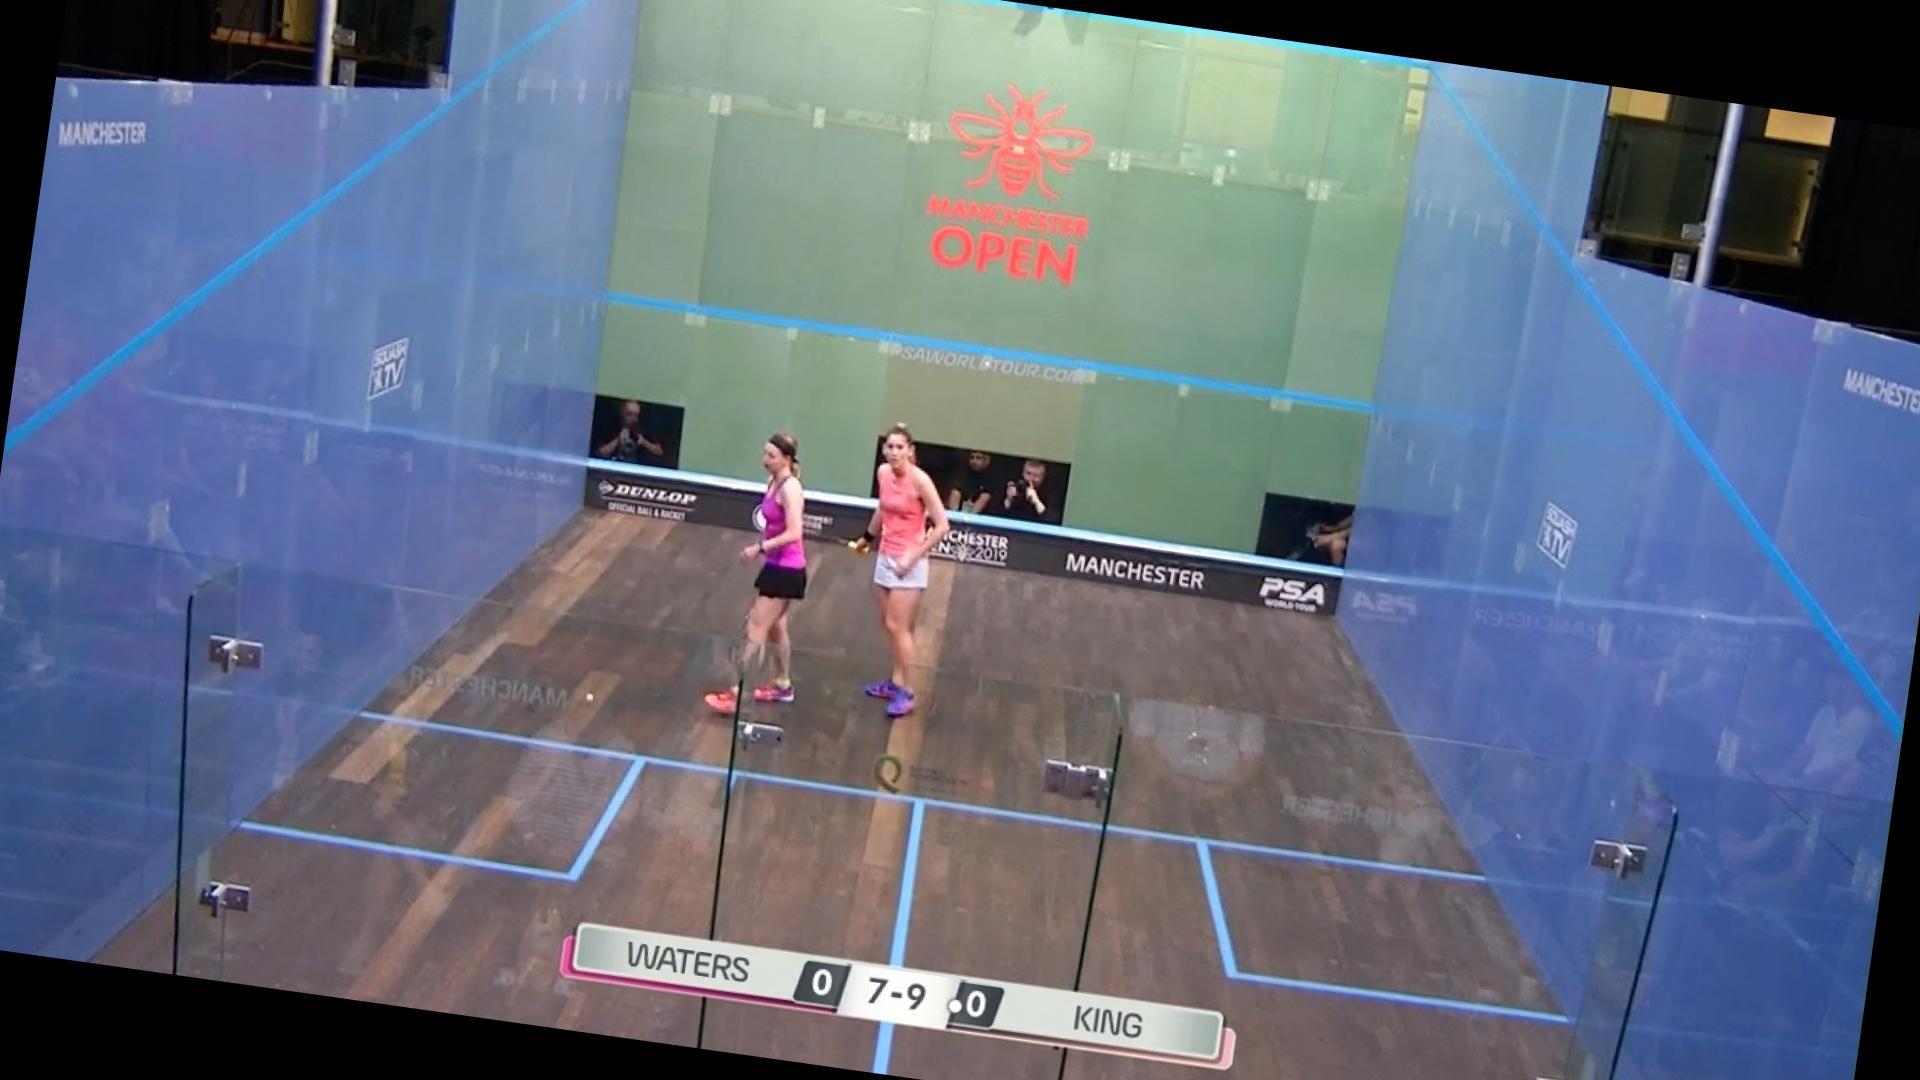 MANCHESTER
MANCHESTER
OPEN
SQUASH
TV
PSAWORLDTOUR.COM
MANCHESTER
DUNLOP
OFFICIAL BALL & RACKET
2019
MANCHESTER
PSA
WORLD TOUR
SQUASH
TV
MANCHESTER
MANCHESTER
WATERS 0 7-9 0 KING